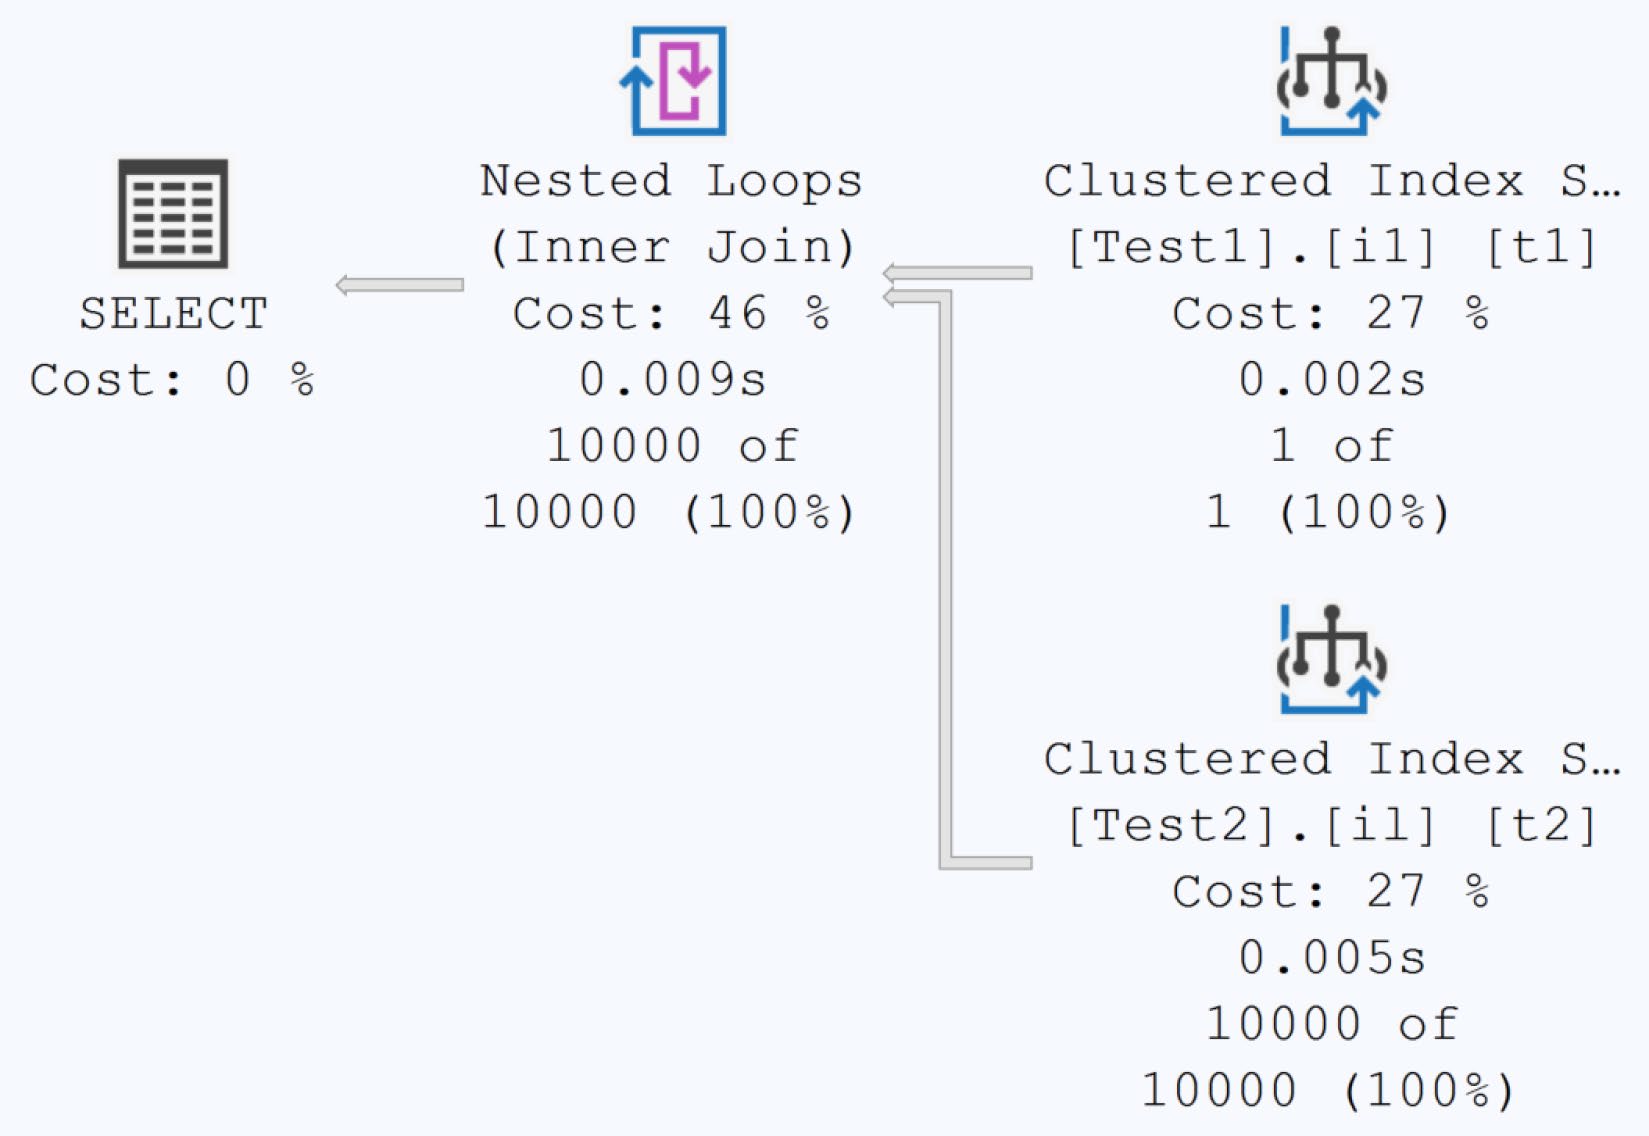 SELECT
Cost: 0 %
Nested Loops
(Inner Join)
Cost: 46 %
0.009s
10000 of
10000 (100%)
Clustered Index S…
[Test1].[i1] [t1]
Cost: 27 %
0.002s
1 of
1 (100%)
Clustered Index S…
[Test2].[i1] [t2]
Cost: 27 %
0.005s
10000 of
10000 (100%)